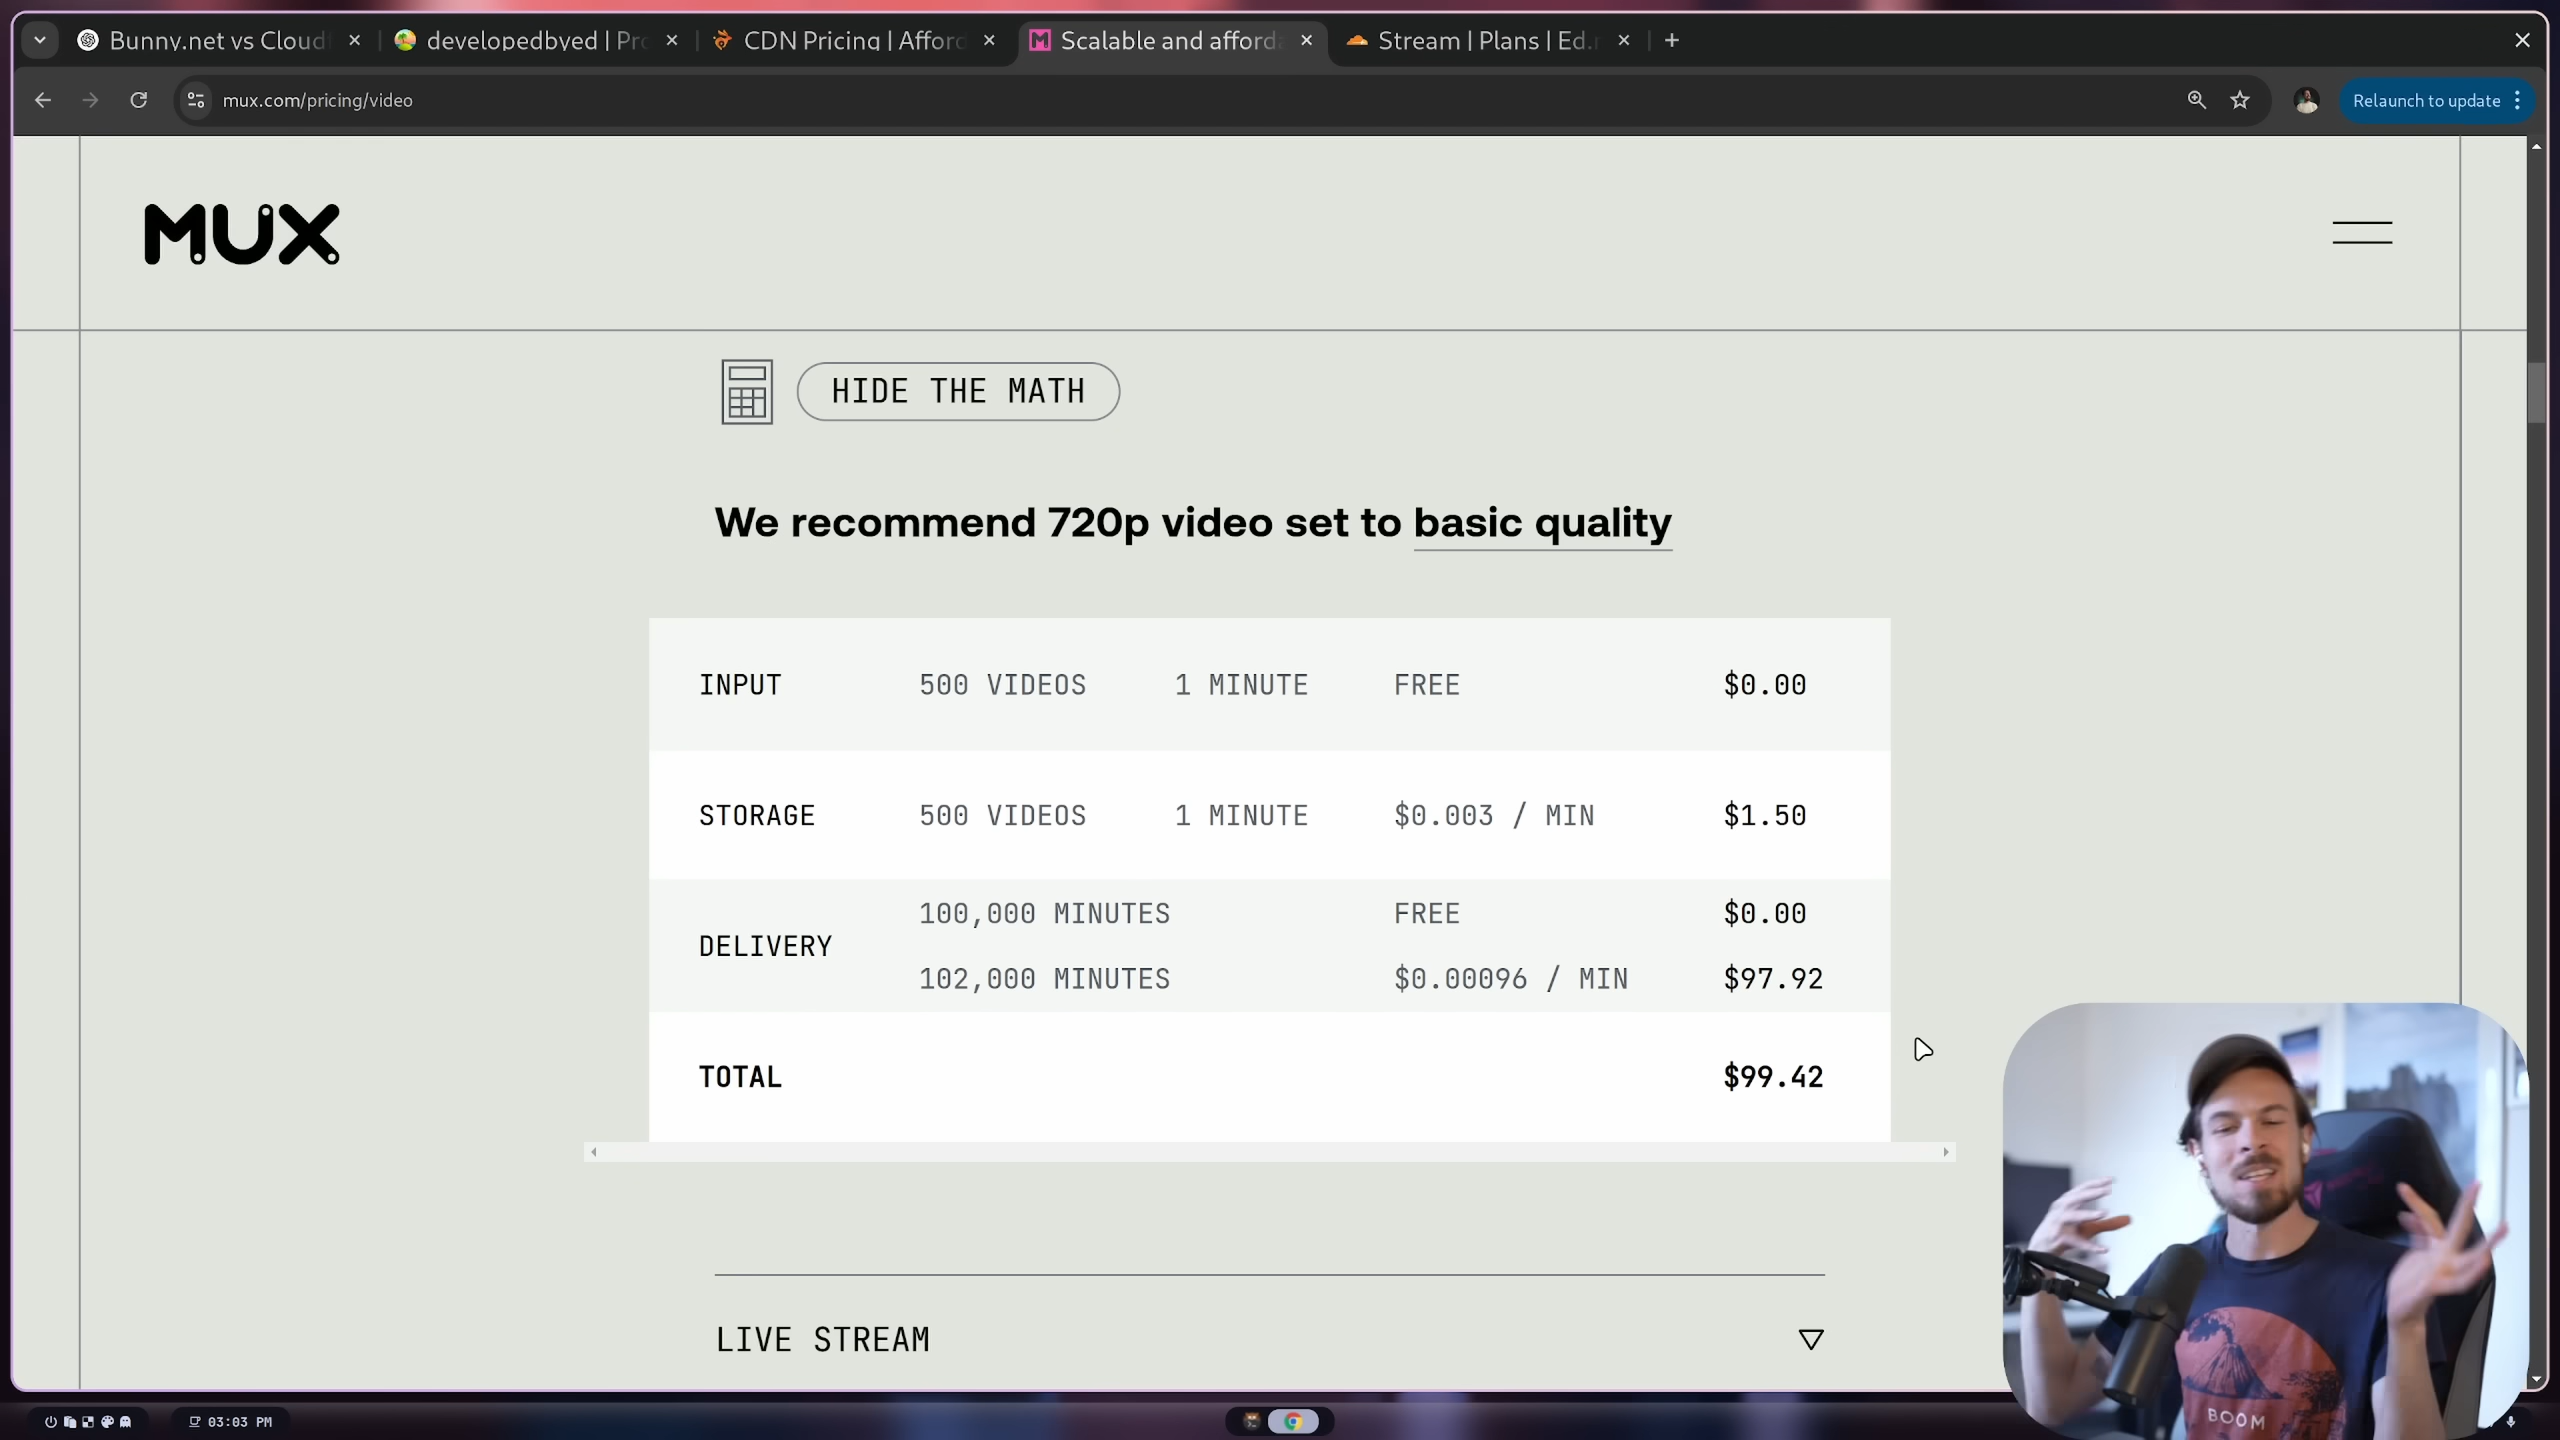 Bunny.net vs Cloud
developedbyed | Pro
CDN Pricing | Afford
Scalable and afforda
Stream | Plans | Ed.
mux.com/pricing/video
Relaunch to update
MUX
HIDE THE MATH
We recommend 720p video set to basic quality
INPUT 500 VIDEOS 1 MINUTE FREE $0.00
STORAGE 500 VIDEOS 1 MINUTE $0.003 / MIN $1.50
DELIVERY
100,000 MINUTES FREE $0.00
102,000 MINUTES $0.00096 / MIN $97.92
TOTAL $99.42
LIVE STREAM
BOOM
03:03 PM